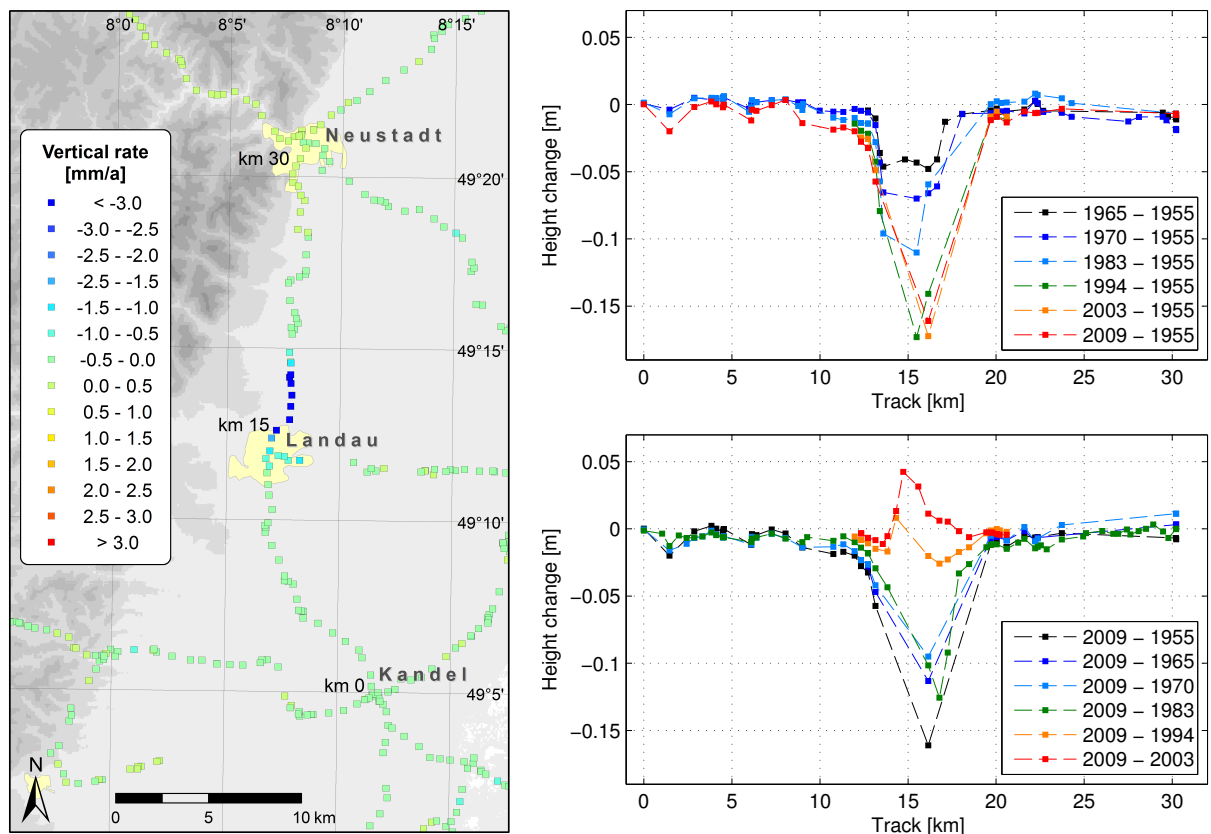 8°0' 8°5' 8°10' 8°15'
Neustadt
km 30
49°20'
49°15'
km 15
Landau
49°10'
Kandel
km 0
49°5'
N
0 5 10 km
Vertical rate
[mm/a]
< -3.0
-3.0 - -2.5
-2.5 - -2.0
-2.5 - -1.5
-1.5 - -1.0
-1.0 - -0.5
-0.5 - 0.0
0.0 - 0.5
0.5 - 1.0
1.0 - 1.5
1.5 - 2.0
2.0 - 2.5
2.5 - 3.0
> 3.0
Height change [m]
0.05
0
−0.05
−0.1
−0.15
0 5 10 15 20 25 30
Track [km]
1965 − 1955
1970 − 1955
1983 − 1955
1994 − 1955
2003 − 1955
2009 − 1955
Height change [m]
0.05
0
−0.05
−0.1
−0.15
0 5 10 15 20 25 30
Track [km]
2009 − 1955
2009 − 1965
2009 − 1970
2009 − 1983
2009 − 1994
2009 − 2003